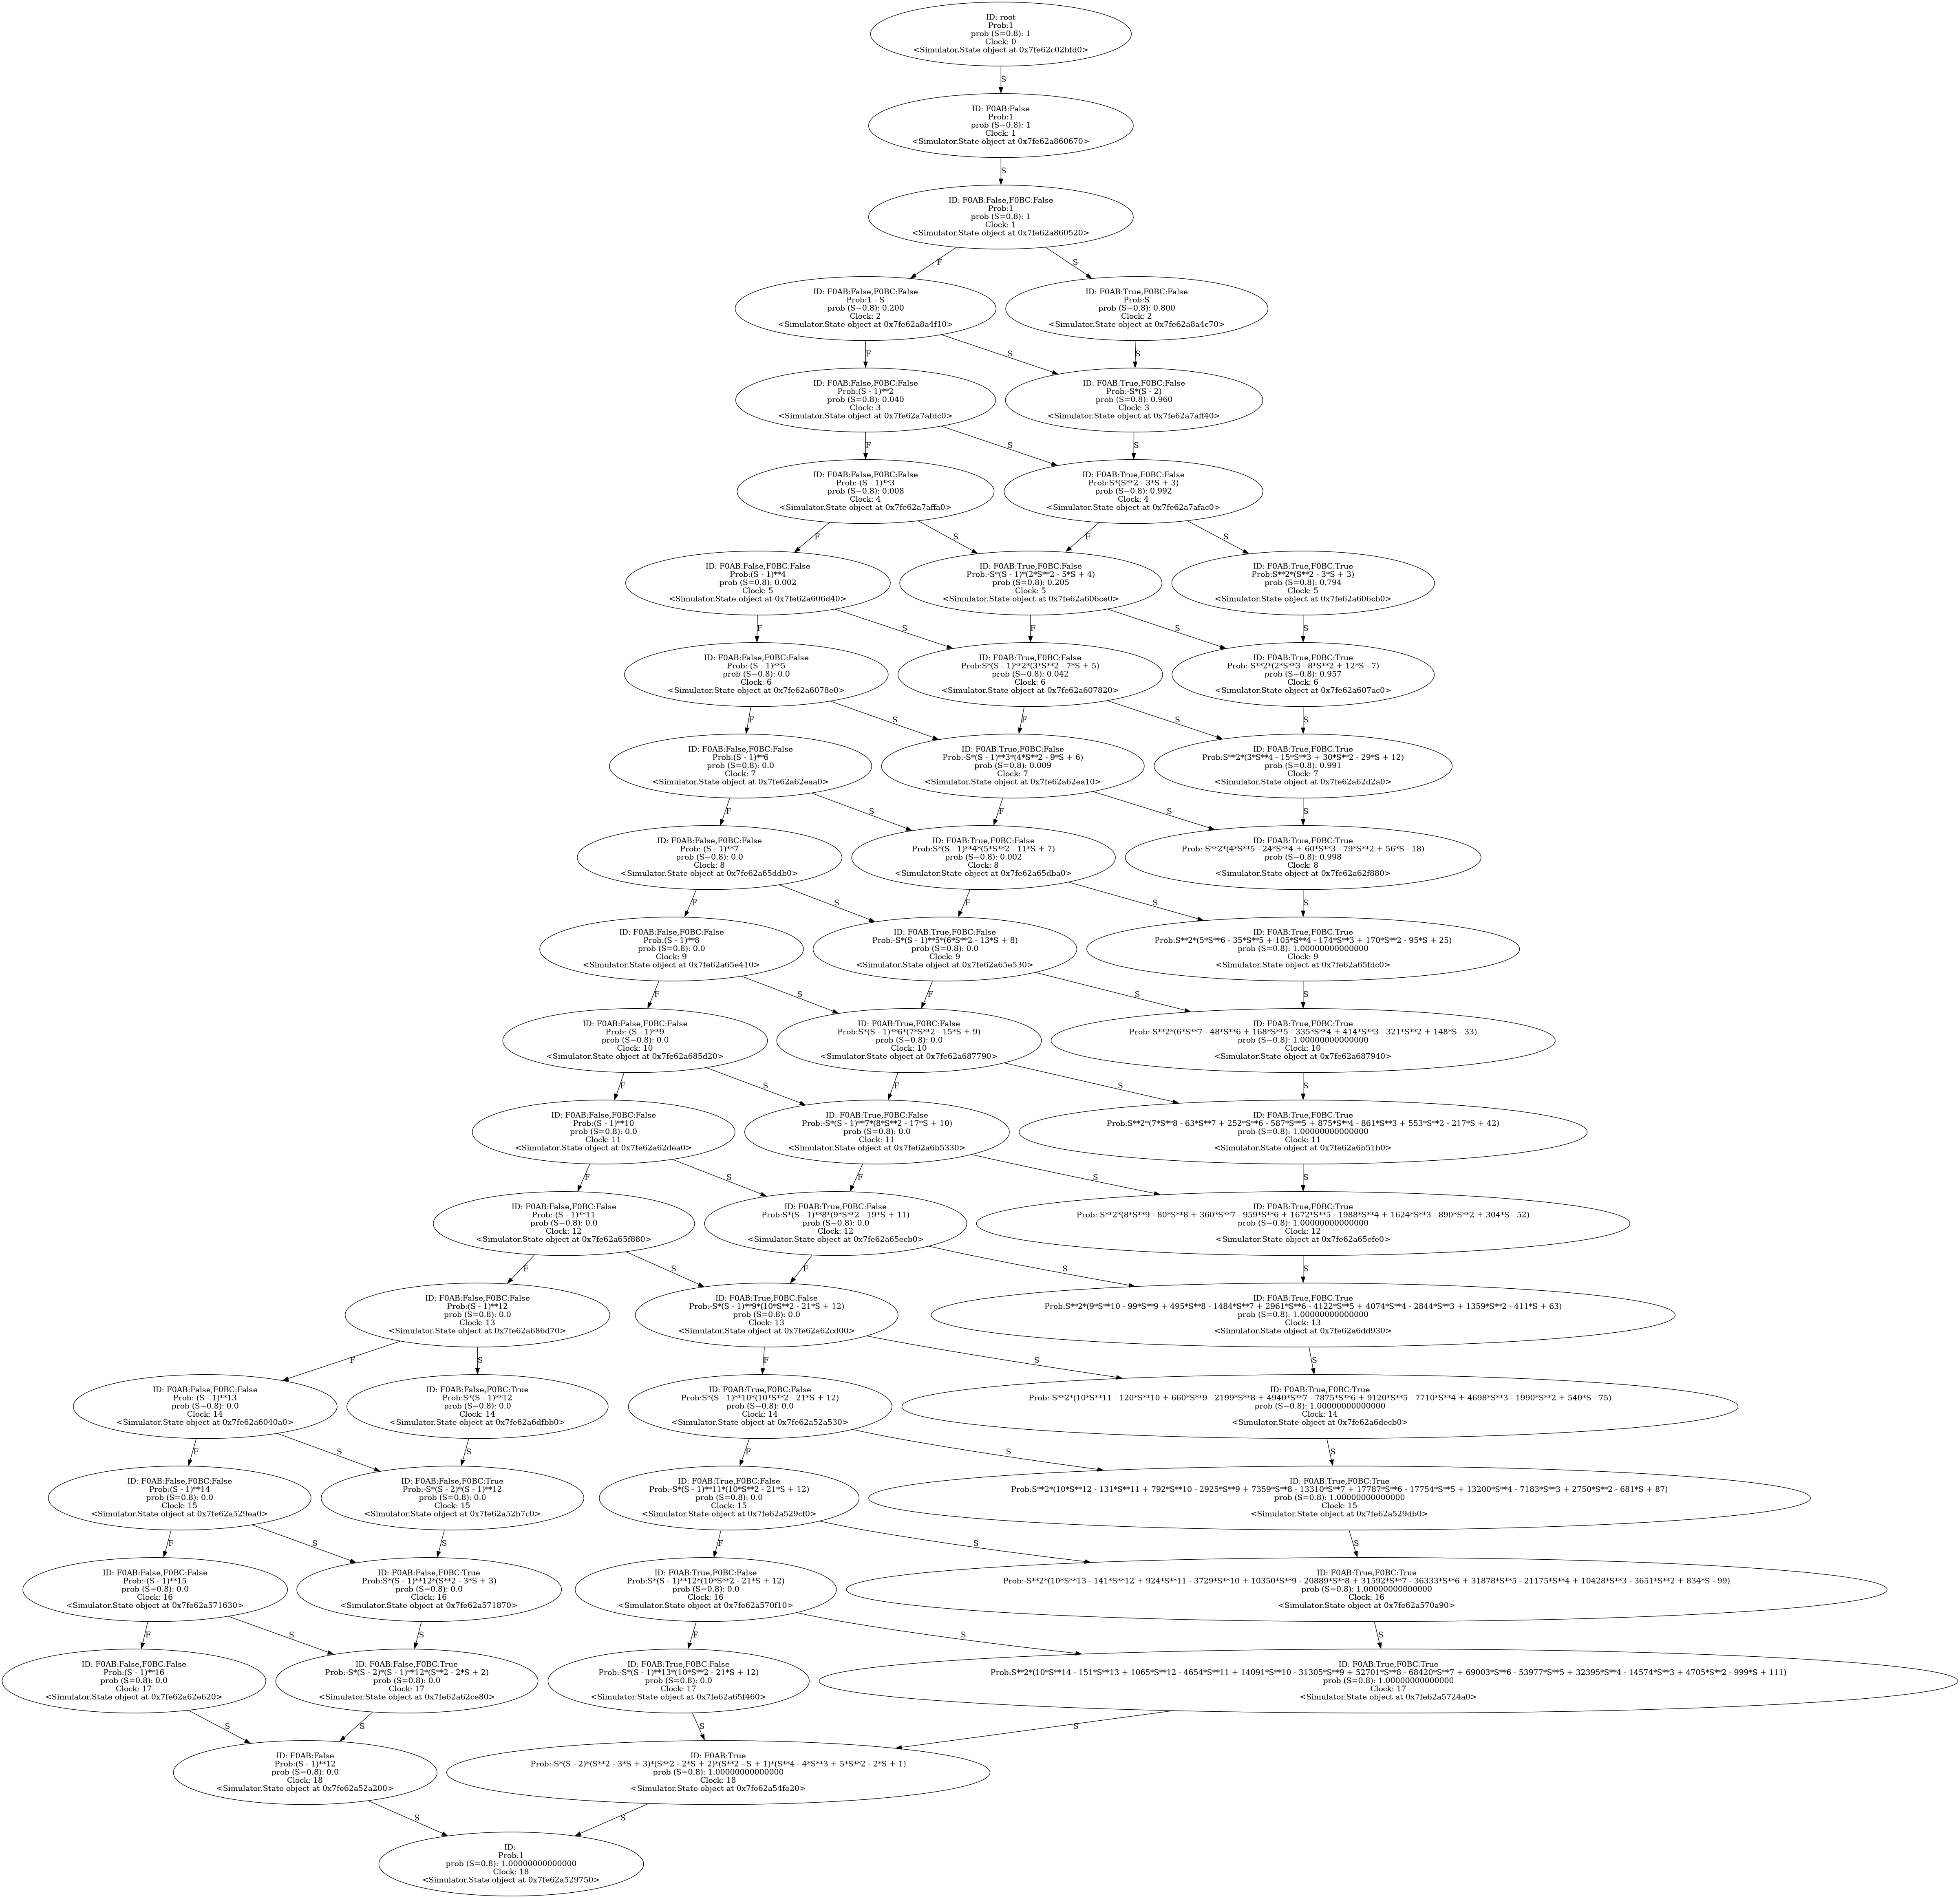 ID: root
Prob:1
prob (S=0.8): 1
Clock: 0
<Simulator.State object at 0x7fe62c02bfd0>
S
ID: F0AB:False
Prob:1
prob (S=0.8): 1
Clock: 1
<Simulator.State object at 0x7fe62a860670>
S
ID: F0AB:False,F0BC:False
Prob:1
prob (S=0.8): 1
Clock: 1
<Simulator.State object at 0x7fe62a860520>
F
S
ID: F0AB:False,F0BC:False
Prob:1 - S
prob (S=0.8): 0.200
Clock: 2
<Simulator.State object at 0x7fe62a8a4f10>
ID: F0AB:True,F0BC:False
Prob:S
prob (S=0.8): 0.800
Clock: 2
<Simulator.State object at 0x7fe62a8a4c70>
F
S
S
ID: F0AB:False,F0BC:False
Prob:(S - 1)**2
prob (S=0.8): 0.040
Clock: 3
<Simulator.State object at 0x7fe62a7afdc0>
ID: F0AB:True,F0BC:False
Prob:-S*(S - 2)
prob (S=0.8): 0.960
Clock: 3
<Simulator.State object at 0x7fe62a7aff40>
F
S
S
ID: F0AB:False,F0BC:False
Prob:-(S - 1)**3
prob (S=0.8): 0.008
Clock: 4
<Simulator.State object at 0x7fe62a7affa0>
ID: F0AB:True,F0BC:False
Prob:S*(S**2 - 3*S + 3)
prob (S=0.8): 0.992
Clock: 4
<Simulator.State object at 0x7fe62a7afac0>
F
S
F
S
ID: F0AB:False,F0BC:False
Prob:(S - 1)**4
prob (S=0.8): 0.002
Clock: 5
<Simulator.State object at 0x7fe62a606d40>
ID: F0AB:True,F0BC:False
Prob:-S*(S - 1)*(2*S**2 - 5*S + 4)
prob (S=0.8): 0.205
Clock: 5
<Simulator.State object at 0x7fe62a606ce0>
ID: F0AB:True,F0BC:True
Prob:S**2*(S**2 - 3*S + 3)
prob (S=0.8): 0.794
Clock: 5
<Simulator.State object at 0x7fe62a606cb0>
F
S
F
S
S
ID: F0AB:False,F0BC:False
Prob:-(S - 1)**5
prob (S=0.8): 0.0
Clock: 6
<Simulator.State object at 0x7fe62a6078e0>
ID: F0AB:True,F0BC:False
Prob:S*(S - 1)**2*(3*S**2 - 7*S + 5)
prob (S=0.8): 0.042
Clock: 6
<Simulator.State object at 0x7fe62a607820>
ID: F0AB:True,F0BC:True
Prob:-S**2*(2*S**3 - 8*S**2 + 12*S - 7)
prob (S=0.8): 0.957
Clock: 6
<Simulator.State object at 0x7fe62a607ac0>
F
S
F
S
S
ID: F0AB:False,F0BC:False
Prob:(S - 1)**6
prob (S=0.8): 0.0
Clock: 7
<Simulator.State object at 0x7fe62a62eaa0>
ID: F0AB:True,F0BC:False
Prob:-S*(S - 1)**3*(4*S**2 - 9*S + 6)
prob (S=0.8): 0.009
Clock: 7
<Simulator.State object at 0x7fe62a62ea10>
ID: F0AB:True,F0BC:True
Prob:S**2*(3*S**4 - 15*S**3 + 30*S**2 - 29*S + 12)
prob (S=0.8): 0.991
Clock: 7
<Simulator.State object at 0x7fe62a62d2a0>
F
S
F
S
S
ID: F0AB:False,F0BC:False
Prob:-(S - 1)**7
prob (S=0.8): 0.0
Clock: 8
<Simulator.State object at 0x7fe62a65ddb0>
ID: F0AB:True,F0BC:False
Prob:S*(S - 1)**4*(5*S**2 - 11*S + 7)
prob (S=0.8): 0.002
Clock: 8
<Simulator.State object at 0x7fe62a65dba0>
ID: F0AB:True,F0BC:True
Prob:-S**2*(4*S**5 - 24*S**4 + 60*S**3 - 79*S**2 + 56*S - 18)
prob (S=0.8): 0.998
Clock: 8
<Simulator.State object at 0x7fe62a62f880>
F
S
F
S
S
ID: F0AB:False,F0BC:False
Prob:(S - 1)**8
prob (S=0.8): 0.0
Clock: 9
<Simulator.State object at 0x7fe62a65e410>
ID: F0AB:True,F0BC:False
Prob:-S*(S - 1)**5*(6*S**2 - 13*S + 8)
prob (S=0.8): 0.0
Clock: 9
<Simulator.State object at 0x7fe62a65e530>
ID: F0AB:True,F0BC:True
Prob:S**2*(5*S**6 - 35*S**5 + 105*S**4 - 174*S**3 + 170*S**2 - 95*S + 25)
prob (S=0.8): 1.00000000000000
Clock: 9
<Simulator.State object at 0x7fe62a65fdc0>
F
S
F
S
S
ID: F0AB:False,F0BC:False
Prob:-(S - 1)**9
prob (S=0.8): 0.0
Clock: 10
<Simulator.State object at 0x7fe62a685d20>
ID: F0AB:True,F0BC:False
Prob:S*(S - 1)**6*(7*S**2 - 15*S + 9)
prob (S=0.8): 0.0
Clock: 10
<Simulator.State object at 0x7fe62a687790>
ID: F0AB:True,F0BC:True
Prob:-S**2*(6*S**7 - 48*S**6 + 168*S**5 - 335*S**4 + 414*S**3 - 321*S**2 + 148*S - 33)
prob (S=0.8): 1.00000000000000
Clock: 10
<Simulator.State object at 0x7fe62a687940>
F
S
F
S
S
ID: F0AB:False,F0BC:False
Prob:(S - 1)**10
prob (S=0.8): 0.0
Clock: 11
<Simulator.State object at 0x7fe62a62dea0>
ID: F0AB:True,F0BC:False
Prob:-S*(S - 1)**7*(8*S**2 - 17*S + 10)
prob (S=0.8): 0.0
Clock: 11
<Simulator.State object at 0x7fe62a6b5330>
ID: F0AB:True,F0BC:True
Prob:S**2*(7*S**8 - 63*S**7 + 252*S**6 - 587*S**5 + 875*S**4 - 861*S**3 + 553*S**2 - 217*S + 42)
prob (S=0.8): 1.00000000000000
Clock: 11
<Simulator.State object at 0x7fe62a6b51b0>
F
S
F
S
S
ID: F0AB:False,F0BC:False
Prob:-(S - 1)**11
prob (S=0.8): 0.0
Clock: 12
<Simulator.State object at 0x7fe62a65f880>
ID: F0AB:True,F0BC:False
Prob:S*(S - 1)**8*(9*S**2 - 19*S + 11)
prob (S=0.8): 0.0
Clock: 12
<Simulator.State object at 0x7fe62a65ecb0>
ID: F0AB:True,F0BC:True
Prob:-S**2*(8*S**9 - 80*S**8 + 360*S**7 - 959*S**6 + 1672*S**5 - 1988*S**4 + 1624*S**3 - 890*S**2 + 304*S - 52)
prob (S=0.8): 1.00000000000000
Clock: 12
<Simulator.State object at 0x7fe62a65efe0>
F
S
F
S
S
ID: F0AB:False,F0BC:False
Prob:(S - 1)**12
prob (S=0.8): 0.0
Clock: 13
<Simulator.State object at 0x7fe62a686d70>
ID: F0AB:True,F0BC:False
Prob:-S*(S - 1)**9*(10*S**2 - 21*S + 12)
prob (S=0.8): 0.0
Clock: 13
<Simulator.State object at 0x7fe62a62cd00>
ID: F0AB:True,F0BC:True
Prob:S**2*(9*S**10 - 99*S**9 + 495*S**8 - 1484*S**7 + 2961*S**6 - 4122*S**5 + 4074*S**4 - 2844*S**3 + 1359*S**2 - 411*S + 63)
prob (S=0.8): 1.00000000000000
Clock: 13
<Simulator.State object at 0x7fe62a6dd930>
F
S
F
S
S
ID: F0AB:False,F0BC:False
Prob:-(S - 1)**13
prob (S=0.8): 0.0
Clock: 14
<Simulator.State object at 0x7fe62a6040a0>
ID: F0AB:False,F0BC:True
Prob:S*(S - 1)**12
prob (S=0.8): 0.0
Clock: 14
<Simulator.State object at 0x7fe62a6dfbb0>
ID: F0AB:True,F0BC:False
Prob:S*(S - 1)**10*(10*S**2 - 21*S + 12)
prob (S=0.8): 0.0
Clock: 14
<Simulator.State object at 0x7fe62a52a530>
ID: F0AB:True,F0BC:True
Prob:-S**2*(10*S**11 - 120*S**10 + 660*S**9 - 2199*S**8 + 4940*S**7 - 7875*S**6 + 9120*S**5 - 7710*S**4 + 4698*S**3 - 1990*S**2 + 540*S - 75)
prob (S=0.8): 1.00000000000000
Clock: 14
<Simulator.State object at 0x7fe62a6decb0>
F
S
S
F
S
S
ID: F0AB:False,F0BC:False
Prob:(S - 1)**14
prob (S=0.8): 0.0
Clock: 15
<Simulator.State object at 0x7fe62a529ea0>
ID: F0AB:False,F0BC:True
Prob:-S*(S - 2)*(S - 1)**12
prob (S=0.8): 0.0
Clock: 15
<Simulator.State object at 0x7fe62a52b7c0>
ID: F0AB:True,F0BC:False
Prob:-S*(S - 1)**11*(10*S**2 - 21*S + 12)
prob (S=0.8): 0.0
Clock: 15
<Simulator.State object at 0x7fe62a529cf0>
ID: F0AB:True,F0BC:True
Prob:S**2*(10*S**12 - 131*S**11 + 792*S**10 - 2925*S**9 + 7359*S**8 - 13310*S**7 + 17787*S**6 - 17754*S**5 + 13200*S**4 - 7183*S**3 + 2750*S**2 - 681*S + 87)
prob (S=0.8): 1.00000000000000
Clock: 15
<Simulator.State object at 0x7fe62a529db0>
F
S
S
F
S
S
ID: F0AB:False,F0BC:False
Prob:-(S - 1)**15
prob (S=0.8): 0.0
Clock: 16
<Simulator.State object at 0x7fe62a571630>
ID: F0AB:False,F0BC:True
Prob:S*(S - 1)**12*(S**2 - 3*S + 3)
prob (S=0.8): 0.0
Clock: 16
<Simulator.State object at 0x7fe62a571870>
ID: F0AB:True,F0BC:False
Prob:S*(S - 1)**12*(10*S**2 - 21*S + 12)
prob (S=0.8): 0.0
Clock: 16
<Simulator.State object at 0x7fe62a570f10>
ID: F0AB:True,F0BC:True
Prob:-S**2*(10*S**13 - 141*S**12 + 924*S**11 - 3729*S**10 + 10350*S**9 - 20889*S**8 + 31592*S**7 - 36333*S**6 + 31878*S**5 - 21175*S**4 + 10428*S**3 - 3651*S**2 + 834*S - 99)
prob (S=0.8): 1.00000000000000
Clock: 16
<Simulator.State object at 0x7fe62a570a90>
F
S
S
F
S
S
ID: F0AB:False,F0BC:False
Prob:(S - 1)**16
prob (S=0.8): 0.0
Clock: 17
<Simulator.State object at 0x7fe62a62e620>
ID: F0AB:False,F0BC:True
Prob:-S*(S - 2)*(S - 1)**12*(S**2 - 2*S + 2)
prob (S=0.8): 0.0
Clock: 17
<Simulator.State object at 0x7fe62a62ce80>
ID: F0AB:True,F0BC:False
Prob:-S*(S - 1)**13*(10*S**2 - 21*S + 12)
prob (S=0.8): 0.0
Clock: 17
<Simulator.State object at 0x7fe62a65f460>
ID: F0AB:True,F0BC:True
Prob:S**2*(10*S**14 - 151*S**13 + 1065*S**12 - 4654*S**11 + 14091*S**10 - 31305*S**9 + 52701*S**8 - 68420*S**7 + 69003*S**6 - 53977*S**5 + 32395*S**4 - 14574*S**3 + 4705*S**2 - 999*S + 111)
prob (S=0.8): 1.00000000000000
Clock: 17
<Simulator.State object at 0x7fe62a5724a0>
S
S
S
S
ID: F0AB:False
Prob:(S - 1)**12
prob (S=0.8): 0.0
Clock: 18
<Simulator.State object at 0x7fe62a52a200>
ID: F0AB:True
Prob:-S*(S - 2)*(S**2 - 3*S + 3)*(S**2 - 2*S + 2)*(S**2 - S + 1)*(S**4 - 4*S**3 + 5*S**2 - 2*S + 1)
prob (S=0.8): 1.00000000000000
Clock: 18
<Simulator.State object at 0x7fe62a54fe20>
S
S
ID:
Prob:1
prob (S=0.8): 1.00000000000000
Clock: 18
<Simulator.State object at 0x7fe62a529750>